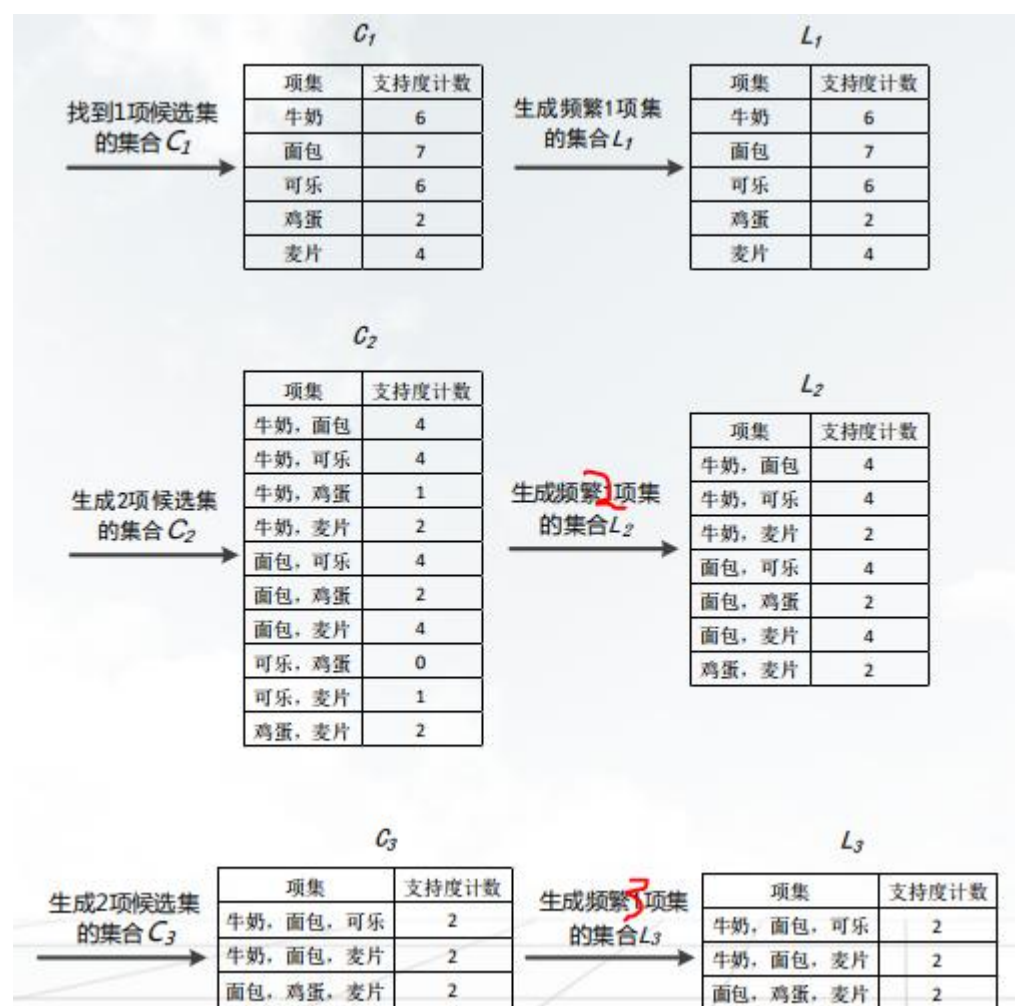 C1
L1
找到1项候选集
的集合C1
项集 支持度计数
牛奶 6
面包 7
可乐 6
鸡蛋 2
麦片 4
生成频繁1项集
的集合L1
项集 支持度计数
牛奶 6
面包 7
可乐 6
鸡蛋 2
麦片 4
C2
L2
生成2项候选集
的集合C2
项集 支持度计数
牛奶，面包 4
牛奶，可乐 4
牛奶，鸡蛋 1
牛奶，麦片 2
面包，可乐 4
面包，鸡蛋 2
面包，麦片 4
可乐，鸡蛋 0
可乐，麦片 1
鸡蛋，麦片 2
生成频繁2项集
的集合L2
项集 支持度计数
牛奶，面包 4
牛奶，可乐 4
牛奶，麦片 2
面包，可乐 4
面包，鸡蛋 2
面包，麦片 4
鸡蛋，麦片 2
C3
L3
生成2项候选集
的集合C3
项集 支持度计数
牛奶，面包，可乐 2
牛奶，面包，麦片 2
面包，鸡蛋，麦片 2
生成频繁3项集
的集合L3
项集 支持度计数
牛奶，面包，可乐 2
牛奶，面包，麦片 2
面包，鸡蛋，麦片 2